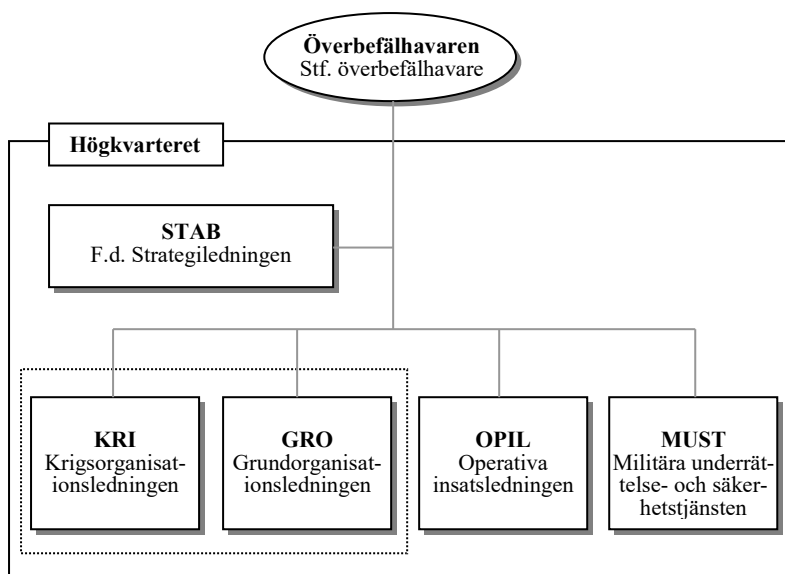 Överbefälhavaren
Stf. överbefälhavare
Högkvarteret
STAB
F.d. Strategiledningen
KRI
Krigsorganisat-
ionsledningen
GRO
Grundorganisat-
ionsledningen
OPIL
Operativa
insatsledningen
MUST
Militära underrät-
telse- och säker-
hetstjänsten